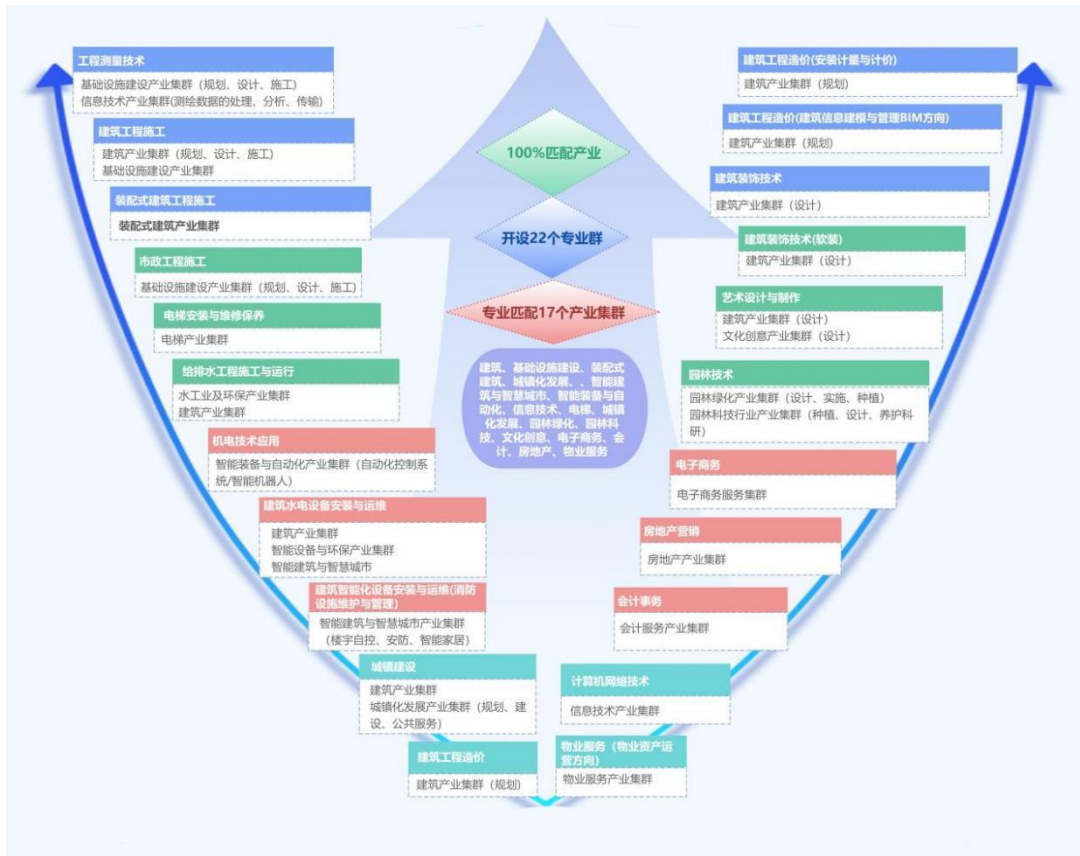 工程测量技术
基础设施建设产业集群（规划、设计、施工）
信息技术产业集群(测绘数据的处理、分析、传输)
建筑工程施工
建筑产业集群（规划、设计、施工）
基础设施建设产业集群
装配式建筑工程施工
装配式建筑产业集群
市政工程施工
基础设施建设产业集群（规划、设计、施工)
电梯安装与维修保养
电梯产业集群
给排水工程施工与运行
水工业及环保产业集群
建筑产业集群
机电技术应用
智能装备与自动化产业集群（自动化控制系
统/智能机器人）
建筑水电设备安装与运维
建筑产业集群
智能设备与环保产业集群
智能建筑与智慧城市
建筑智能化设备安装与运维(消防
设施维护与管理)
智能建筑与智慧城市产业集群
（楼宇自控、安防、智能家居）
城镇建设
建筑产业集群
城镇化发展产业集群（规划、建
设、公共服务）
建筑工程造价
建筑产业集群（规划)
100%匹配产业
开设22个专业群
专业匹配17个产业集群
建筑、基础设施建设、装配式
建筑、城镇化发展、、智能建
筑与智慧城市、智能装备与自
动化、信息技术、电梯、城镇
化发展、园林绿化、园林科
技、文化创意、电子商务、会
计、房地产、物业服务
建筑工程造价(安装计量与计价)
建筑产业集群（规划）
建筑工程造价(建筑信息建模与管理BIM方向)
建筑产业集群（规划)
建筑装饰技术
建筑产业集群（设计）
建筑装饰技术(软装)
建筑产业集群（设计）
艺术设计与制作
建筑产业集群（设计）
文化创意产业集群（设计）
园林技术
园林绿化产业集群（设计、实施、种植）
园林科技行业产业集群（种植、设计、养护科
研）
电子商务
电子商务服务集群
房地产营销
房地产产业集群
会计事务
会计服务产业集群
计算机网络技术
信息技术产业集群
物业服务（物业资产运
营方向）
物业服务产业集群